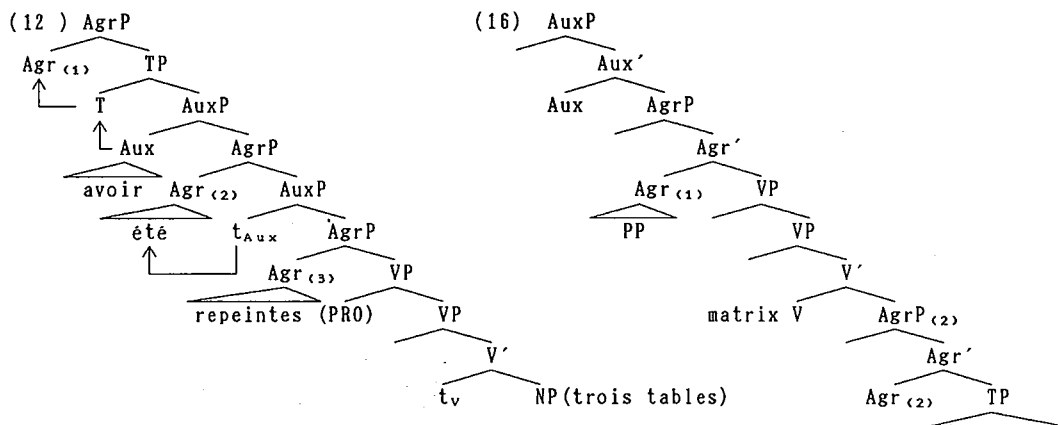 (12 ) AgrP
Agr(1) TP
T AuxP
Aux AgrP
avoir Agr(2) AuxP
été tAux AgrP
Agr(3) VP
repeintes (PRO) VP
V′
tV NP(trois tables)
(16) AuxP
Aux′
Aux AgrP
Agr′
Agr(1) VP
PP VP
V′
matrix V AgrP(2)
Agr′
Agr(2) TP